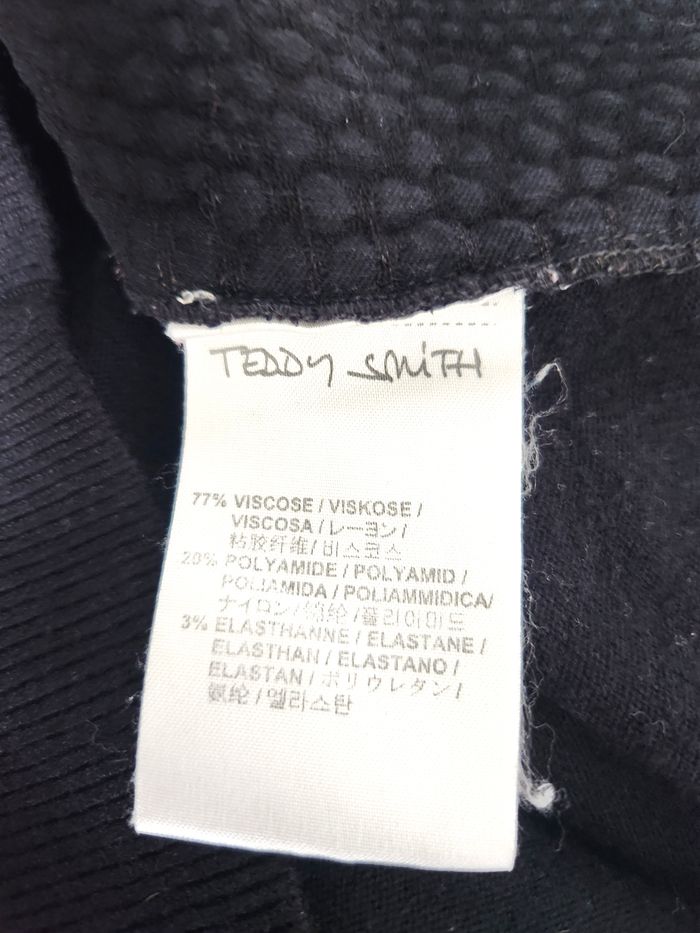 TEDDY SMiTH
77% VISCOSE / VISKOSE /
VISCOSA / レーヨン /
粘胶纤维 / 비스코스
20% POLYAMIDE / POLYAMID /
POLIAMIDA / POLIAMMIDICA/
ナイロン / 锦纶 / 폴리아미드
3% ELASTHANNE / ELASTANE /
ELASTHAN / ELASTANO /
ELASTAN / ポリウレタン /
氨纶 / 엘라스탄